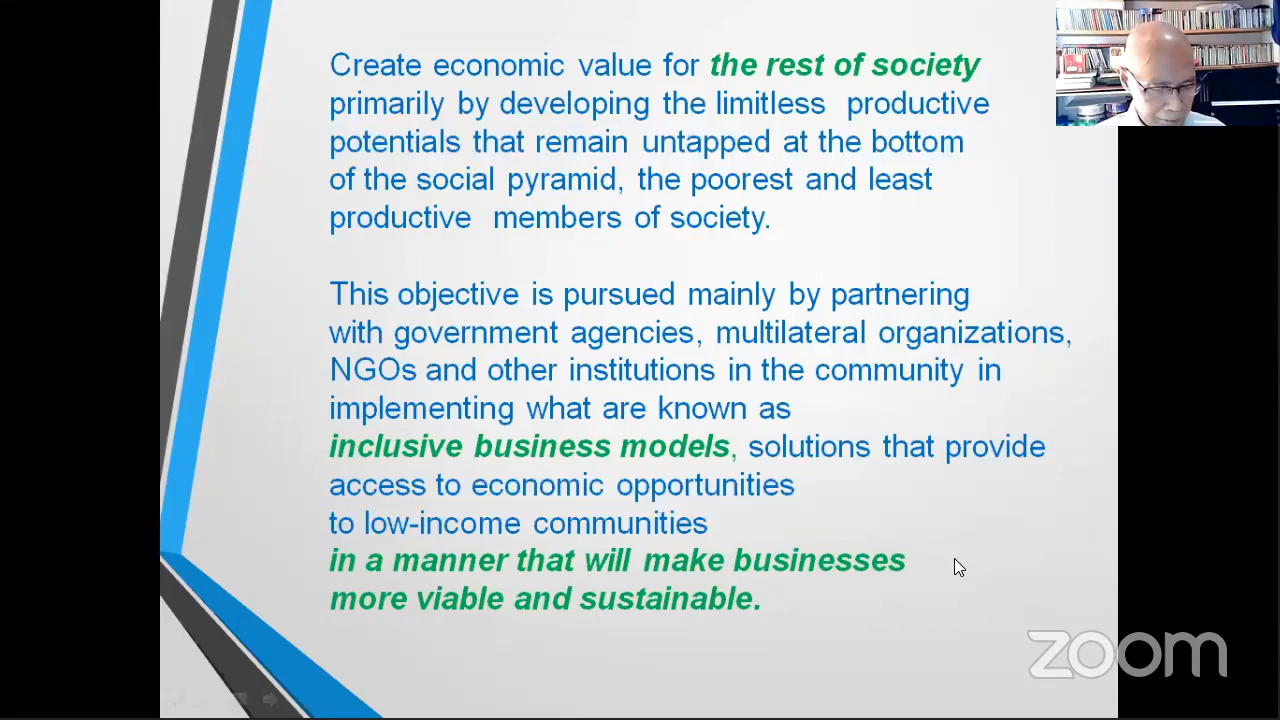 Create economic value for the rest of society
primarily by developing the limitless productive
potentials that remain untapped at the bottom
of the social pyramid, the poorest and least
productive members of society.
This objective is pursued mainly by partnering
with government agencies, multilateral organizations,
NGOs and other institutions in the community in
implementing what are known as
inclusive business models, solutions that provide
access to economic opportunities
to low-income communities
in a manner that will make businesses
more viable and sustainable.
zoom